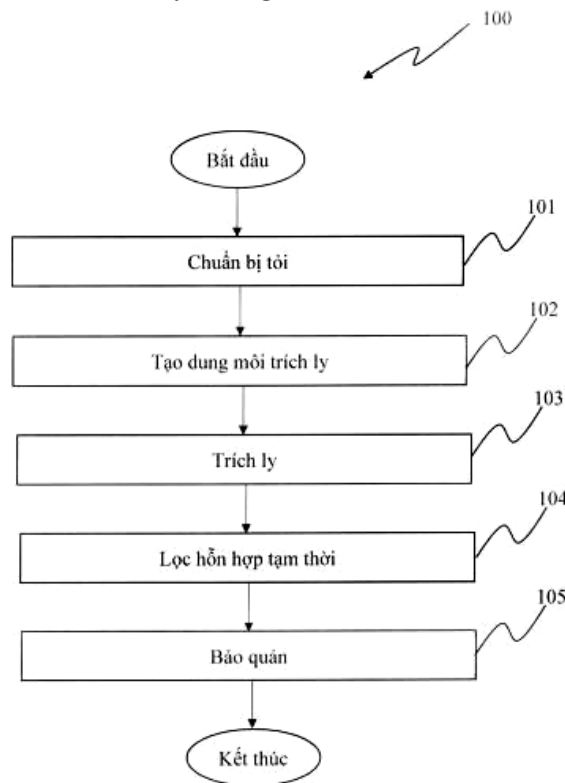 100
Bắt đầu
101
Chuẩn bị tỏi
102
Tạo dung môi trích ly
103
Trích ly
104
Lọc hỗn hợp tạm thời
105
Bảo quản
Kết thúc